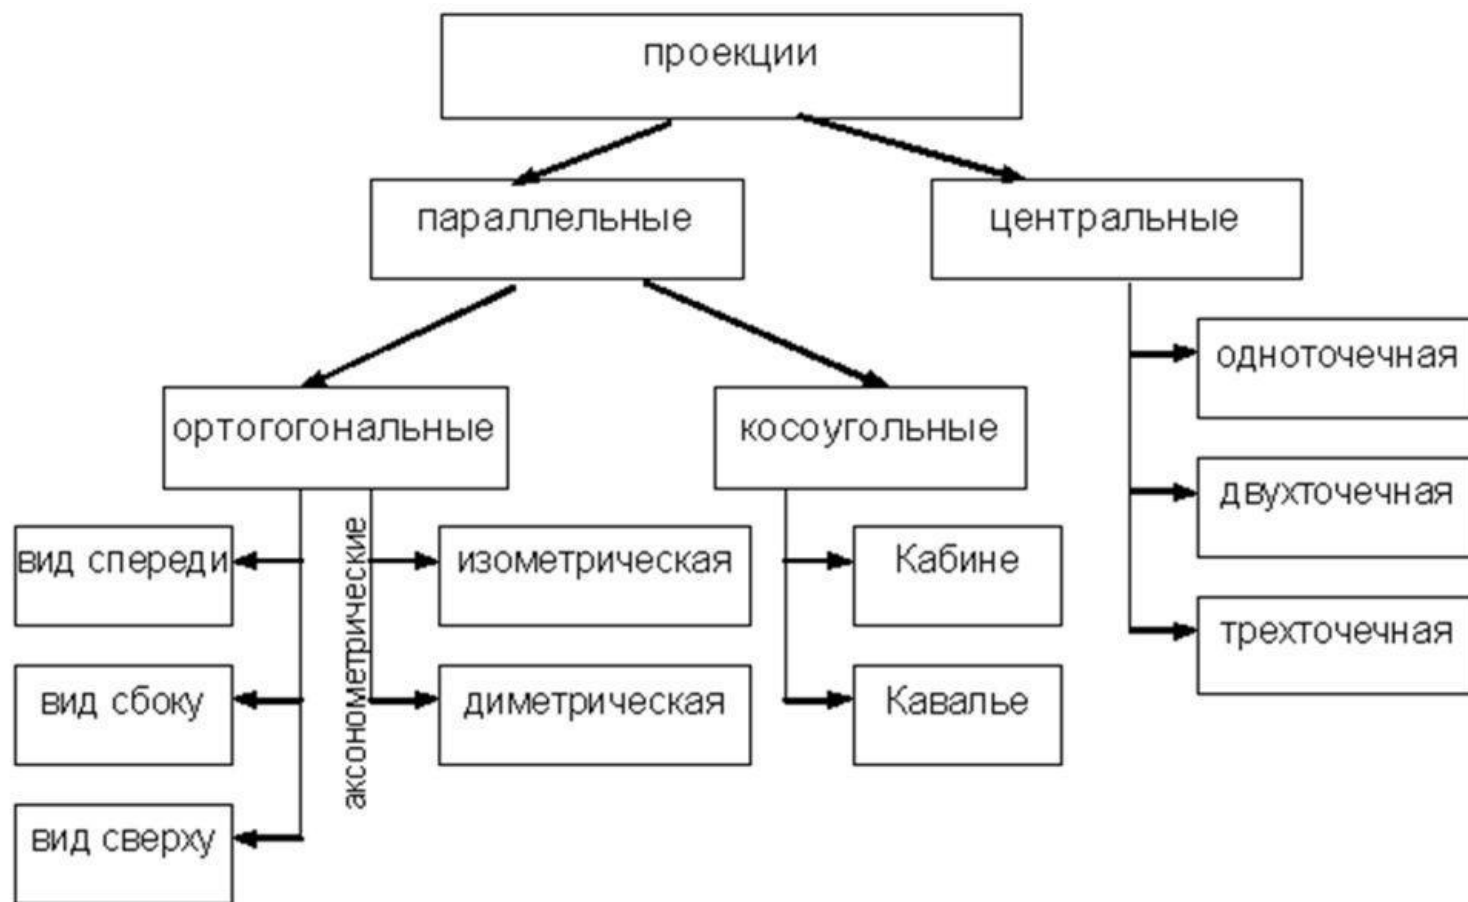 проекции
параллельные
центральные
одноточечная
двухточечная
трехточечная
ортогогональные
косоугольные
вид спереди
вид сбоку
вид сверху
аксонометрические
изометрическая
диметрическая
Кабине
Кавалье